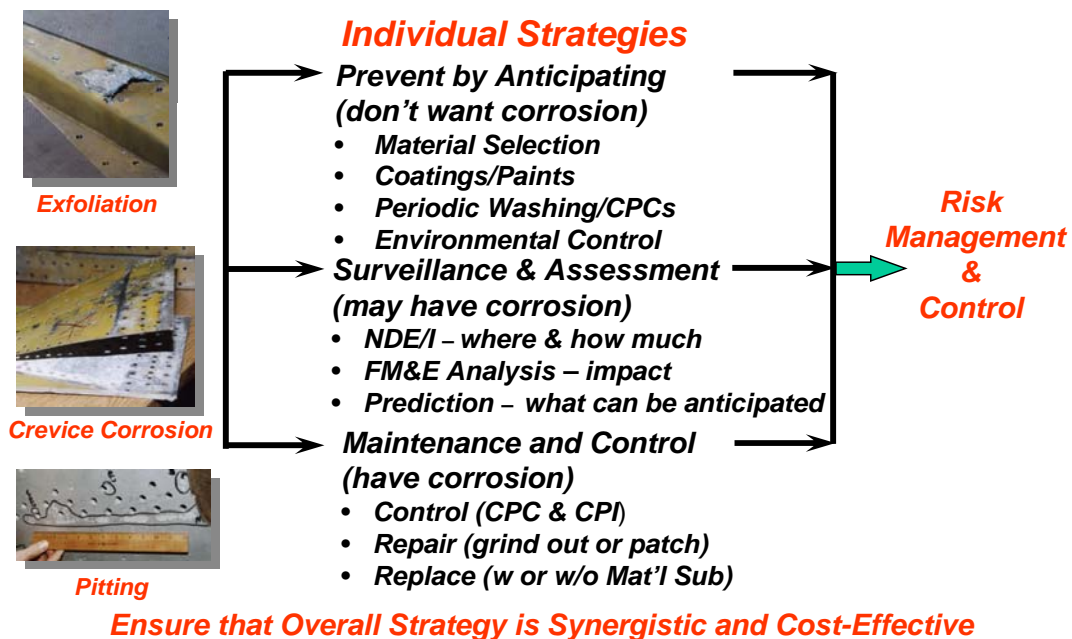 Individual Strategies
Exfoliation
Crevice Corrosion
Pitting
Prevent by Anticipating
(don’t want corrosion)
• Material Selection
• Coatings/Paints
• Periodic Washing/CPCs
• Environmental Control
Surveillance & Assessment
(may have corrosion)
• NDE/I – where & how much
• FM&E Analysis – impact
• Prediction – what can be anticipated
Maintenance and Control
(have corrosion)
• Control (CPC & CPI)
• Repair (grind out or patch)
• Replace (w or w/o Mat’l Sub)
Risk
Management
&
Control
Ensure that Overall Strategy is Synergistic and Cost-Effective